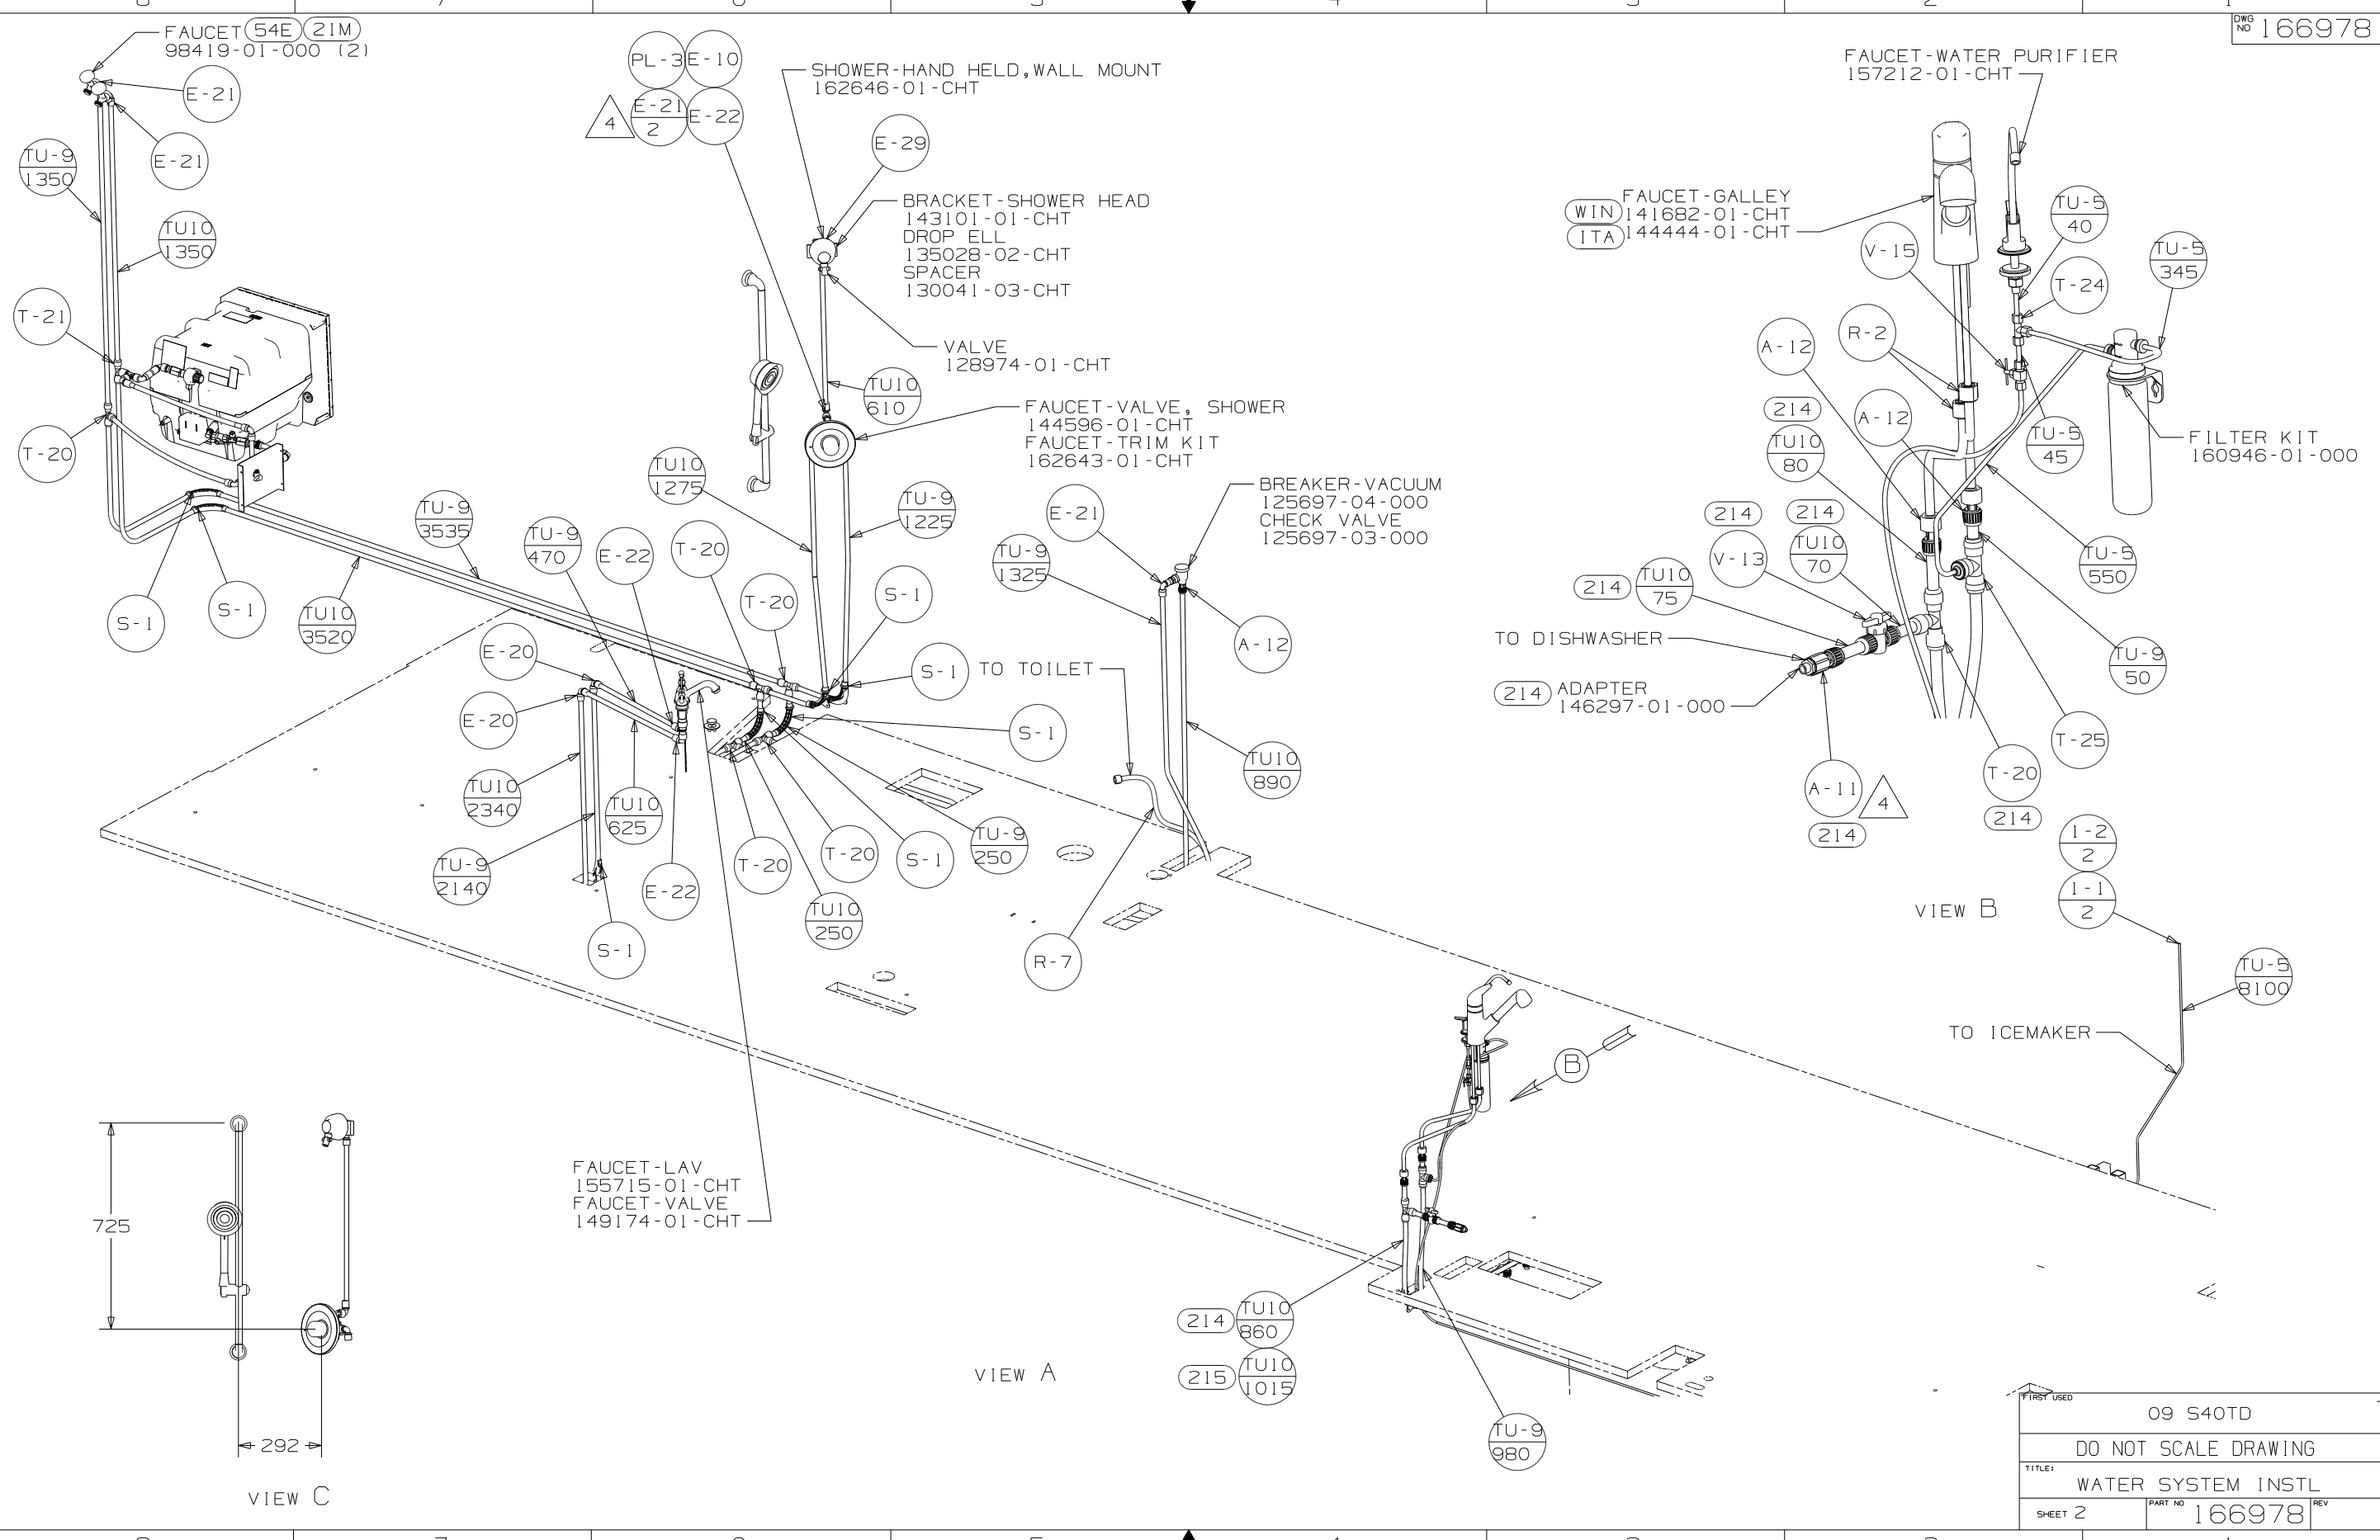 DWG NO 166978
FAUCET 54E 21M
98419-01-000 (2)
E-21
E-21
TU-9
1350
TU10
1350
T-21
T-20
S-1
S-1
TU10
3520
TU-9
3535
PL-3
E-10
4
E-21
2
E-22
SHOWER-HAND HELD,WALL MOUNT
162646-01-CHT
E-29
BRACKET-SHOWER HEAD
143101-01-CHT
DROP ELL
135028-02-CHT
SPACER
130041-03-CHT
VALVE
128974-01-CHT
TU10
610
FAUCET-VALVE, SHOWER
144596-01-CHT
FAUCET-TRIM KIT
162643-01-CHT
TU10
1275
TU-9
1225
TU-9
470
E-22
T-20
T-20
S-1
S-1
S-1
E-20
E-20
TU10
2340
TU-9
2140
TU10
625
E-22
S-1
T-20
TU10
250
T-20
S-1
TU-9
250
BREAKER-VACUUM
125697-04-000
CHECK VALVE
125697-03-000
E-21
TU-9
1325
A-12
TO TOILET
TU10
890
R-7
FAUCET-LAV
155715-01-CHT
FAUCET-VALVE
149174-01-CHT
FAUCET-WATER PURIFIER
157212-01-CHT
FAUCET-GALLEY
WIN 141682-01-CHT
1TA 144444-01-CHT
TU-5
40
V-15
T-24
TU-5
345
R-2
A-12
214
TU10
80
A-12
TU-5
45
FILTER KIT
160946-01-000
214
V-13
214
TU10
70
214
TU10
75
TU-5
550
TO DISHWASHER
TU-9
50
214 ADAPTER
146297-01-000
T-25
T-20
214
A-11
4
214
VIEW B
1-2
2
1-1
2
TU-5
8100
TO ICEMAKER
B
214
TU10
860
215
TU10
1015
TU-9
980
VIEW A
725
292
VIEW C
FIRST USED
09 S40TD
DO NOT SCALE DRAWING
TITLE:
WATER SYSTEM INSTL
SHEET 2
PART NO 166978
REV